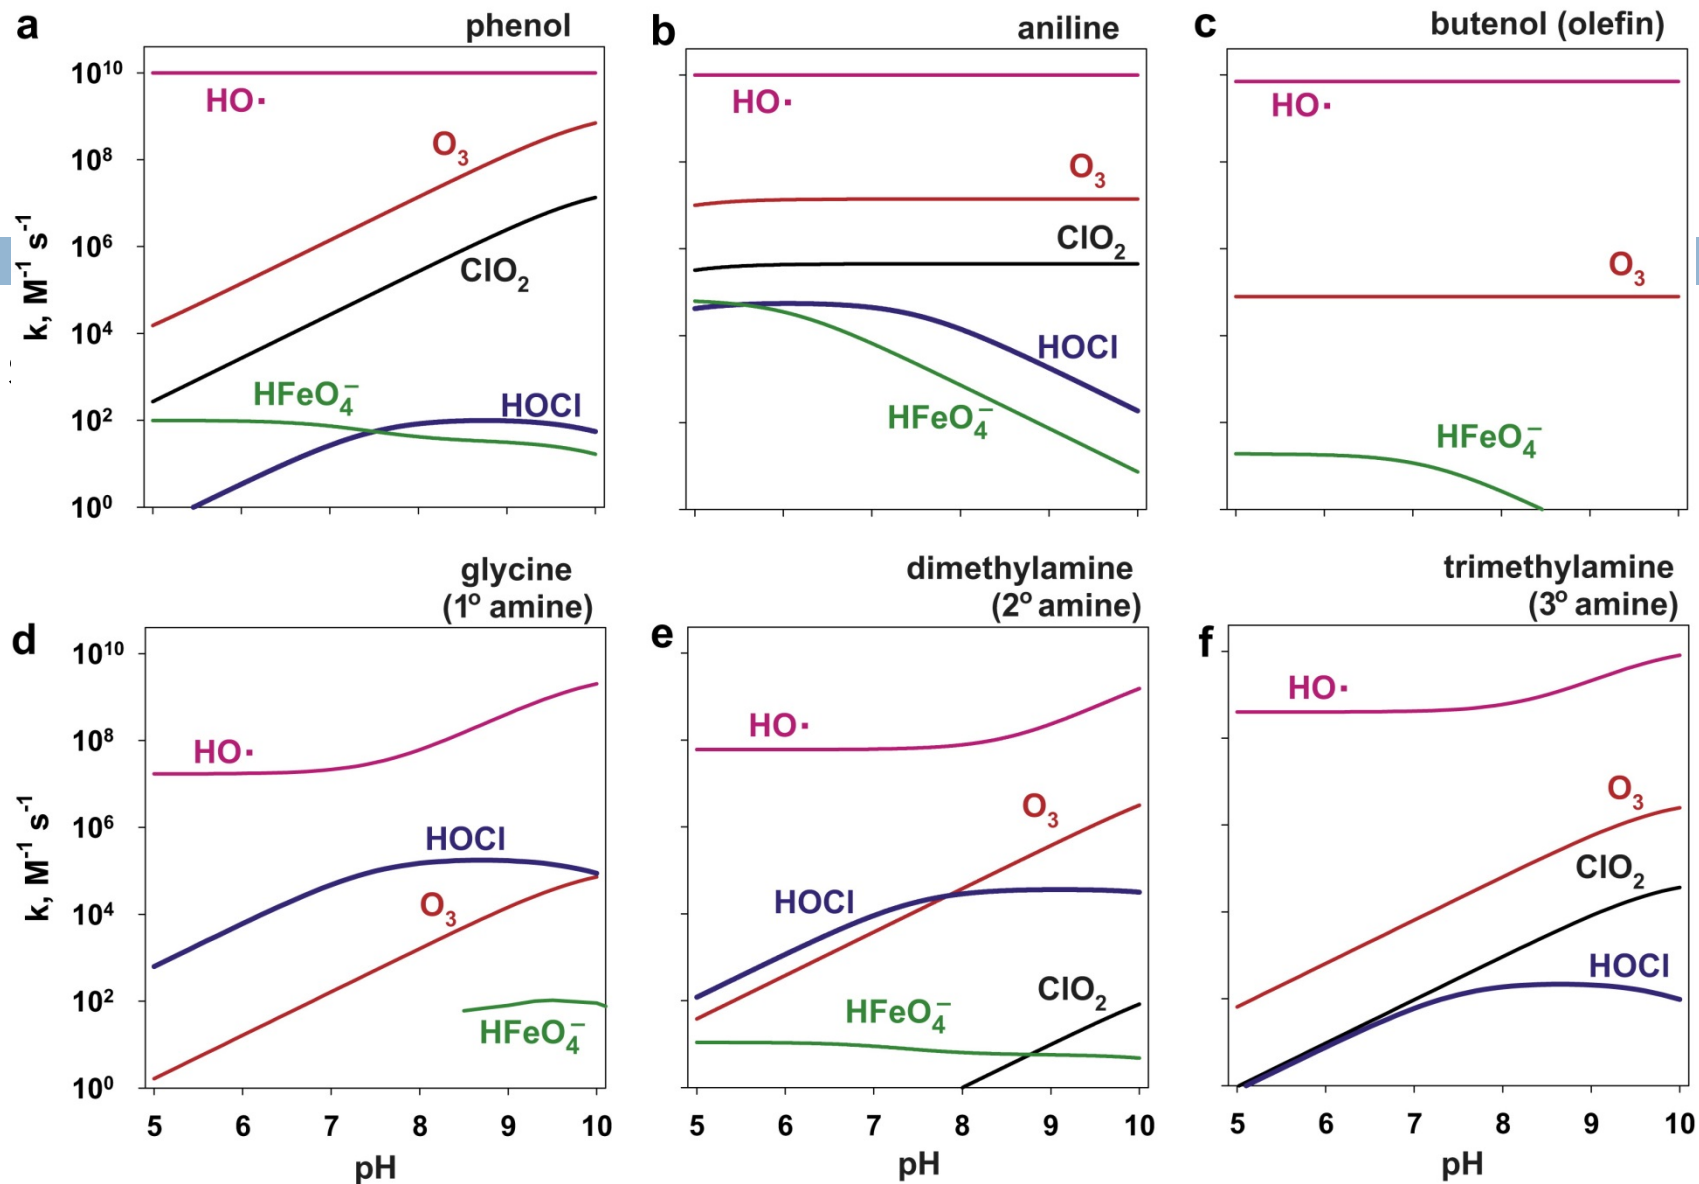 a
phenol
b
aniline
c
butenol (olefin)
10¹⁰
10⁸
10⁶
10⁴
10²
10⁰
k, M⁻¹ s⁻¹
HO·
O₃
ClO₂
HFeO₄⁻
HOCl
HO·
O₃
ClO₂
HOCl
HFeO₄⁻
HO·
O₃
HFeO₄⁻
d
glycine
(1º amine)
e
dimethylamine
(2º amine)
f
trimethylamine
(3º amine)
10¹⁰
10⁸
10⁶
10⁴
10²
10⁰
k, M⁻¹ s⁻¹
HO·
HOCl
O₃
HFeO₄⁻
5 6 7 8 9 10
pH
HO·
O₃
HOCl
ClO₂
HFeO₄⁻
5 6 7 8 9 10
pH
HO·
O₃
ClO₂
HOCl
5 6 7 8 9 10
pH